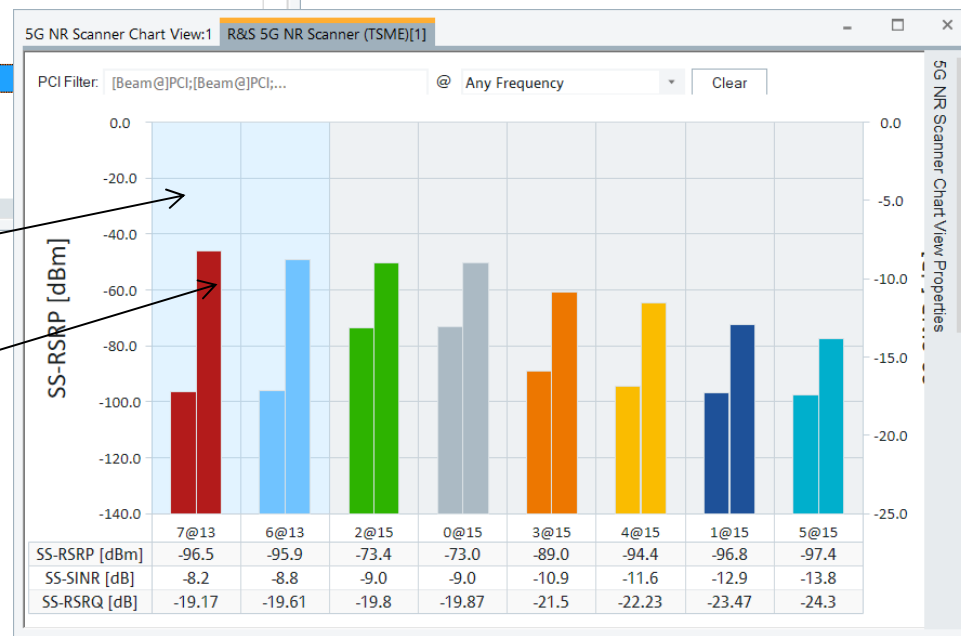 5G NR Scanner Chart View:1 R&S 5G NR Scanner (TSME)[1]
PCI Filter: [Beam@]PCI;[Beam@]PCI;... @ Any Frequency Clear
5G NR Scanner Chart View Properties
SS-RSRP [dBm]
0.0
-20.0
-40.0
-60.0
-80.0
-100.0
-120.0
-140.0
0.0
-5.0
-10.0
-15.0
-20.0
-25.0
7@13 6@13 2@15 0@15 3@15 4@15 1@15 5@15
SS-RSRP [dBm] -96.5 -95.9 -73.4 -73.0 -89.0 -94.4 -96.8 -97.4
SS-SINR [dB] -8.2 -8.8 -9.0 -9.0 -10.9 -11.6 -12.9 -13.8
SS-RSRQ [dB] -19.17 -19.61 -19.8 -19.87 -21.5 -22.23 -23.47 -24.3